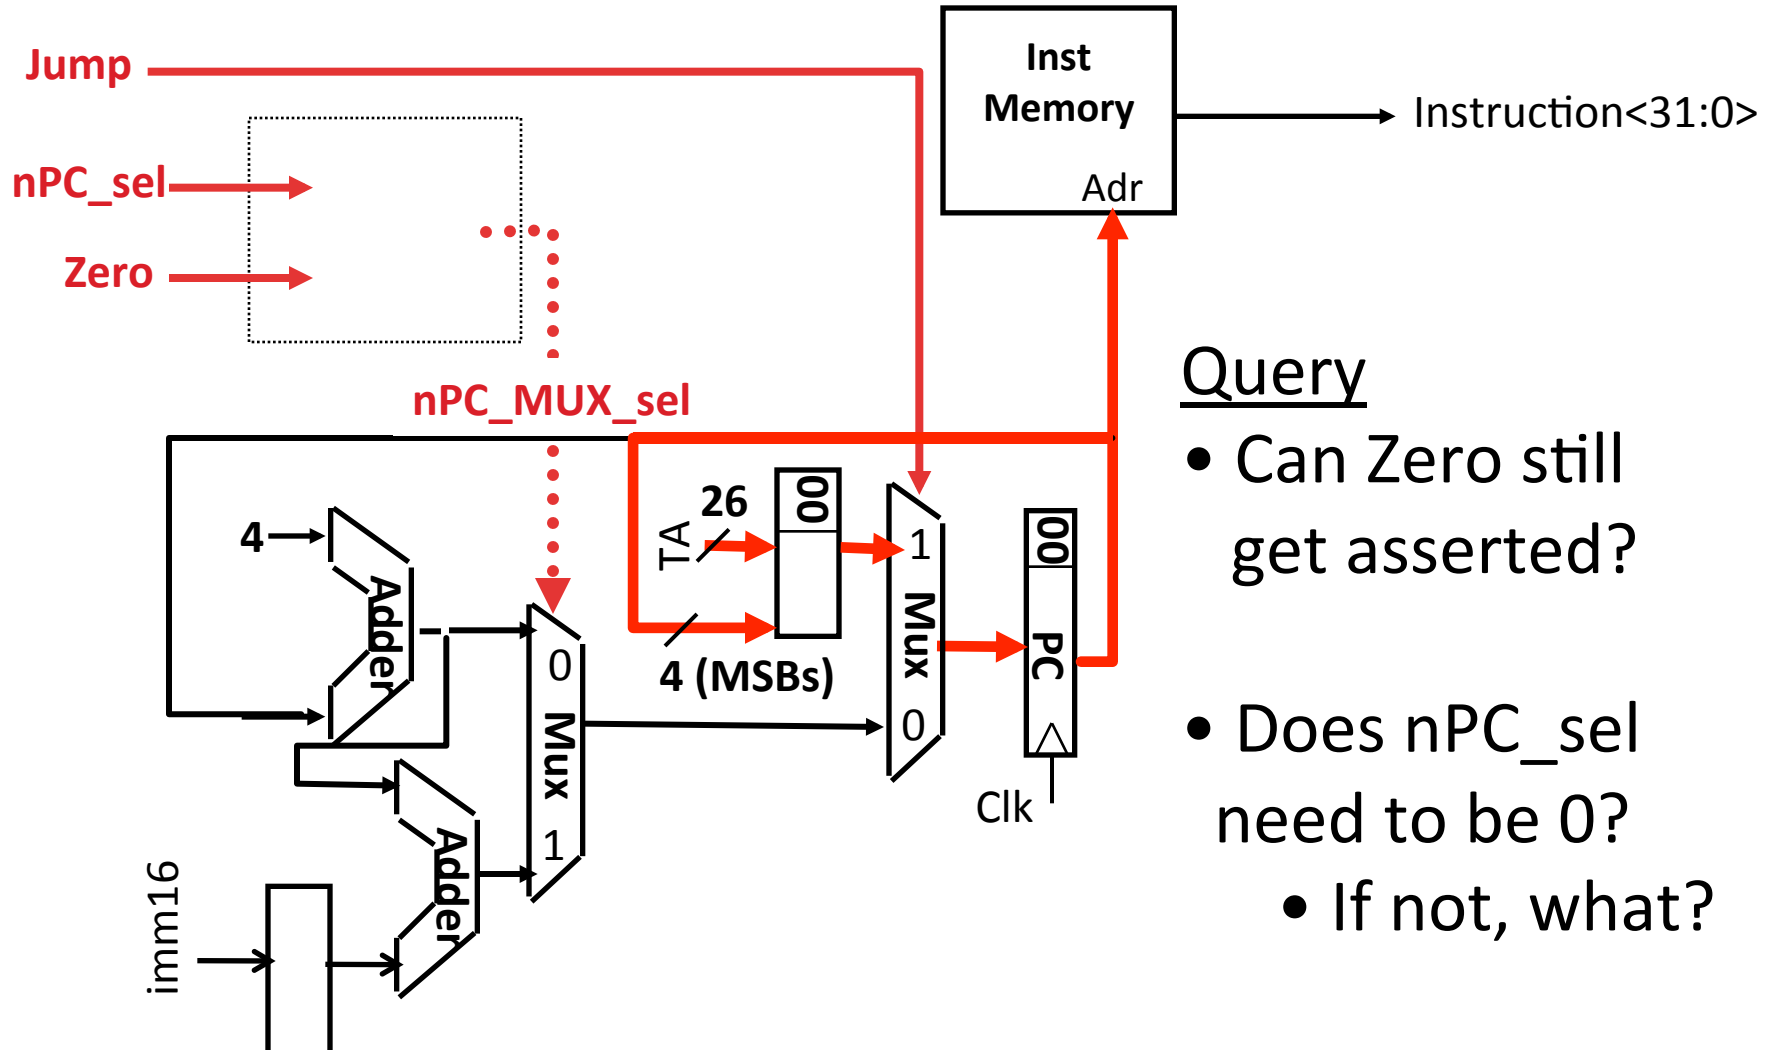 Jump
Inst
Memory
Adr
Instruction<31:0>
nPC_sel
Zero
nPC_MUX_sel
Query
• Can Zero still
get asserted?
• Does nPC_sel
need to be 0?
• If not, what?
4
Adder
0
Mux
1
TA
26
00
4 (MSBs)
1
Mux
0
00
PC
Clk
Adder
imm16